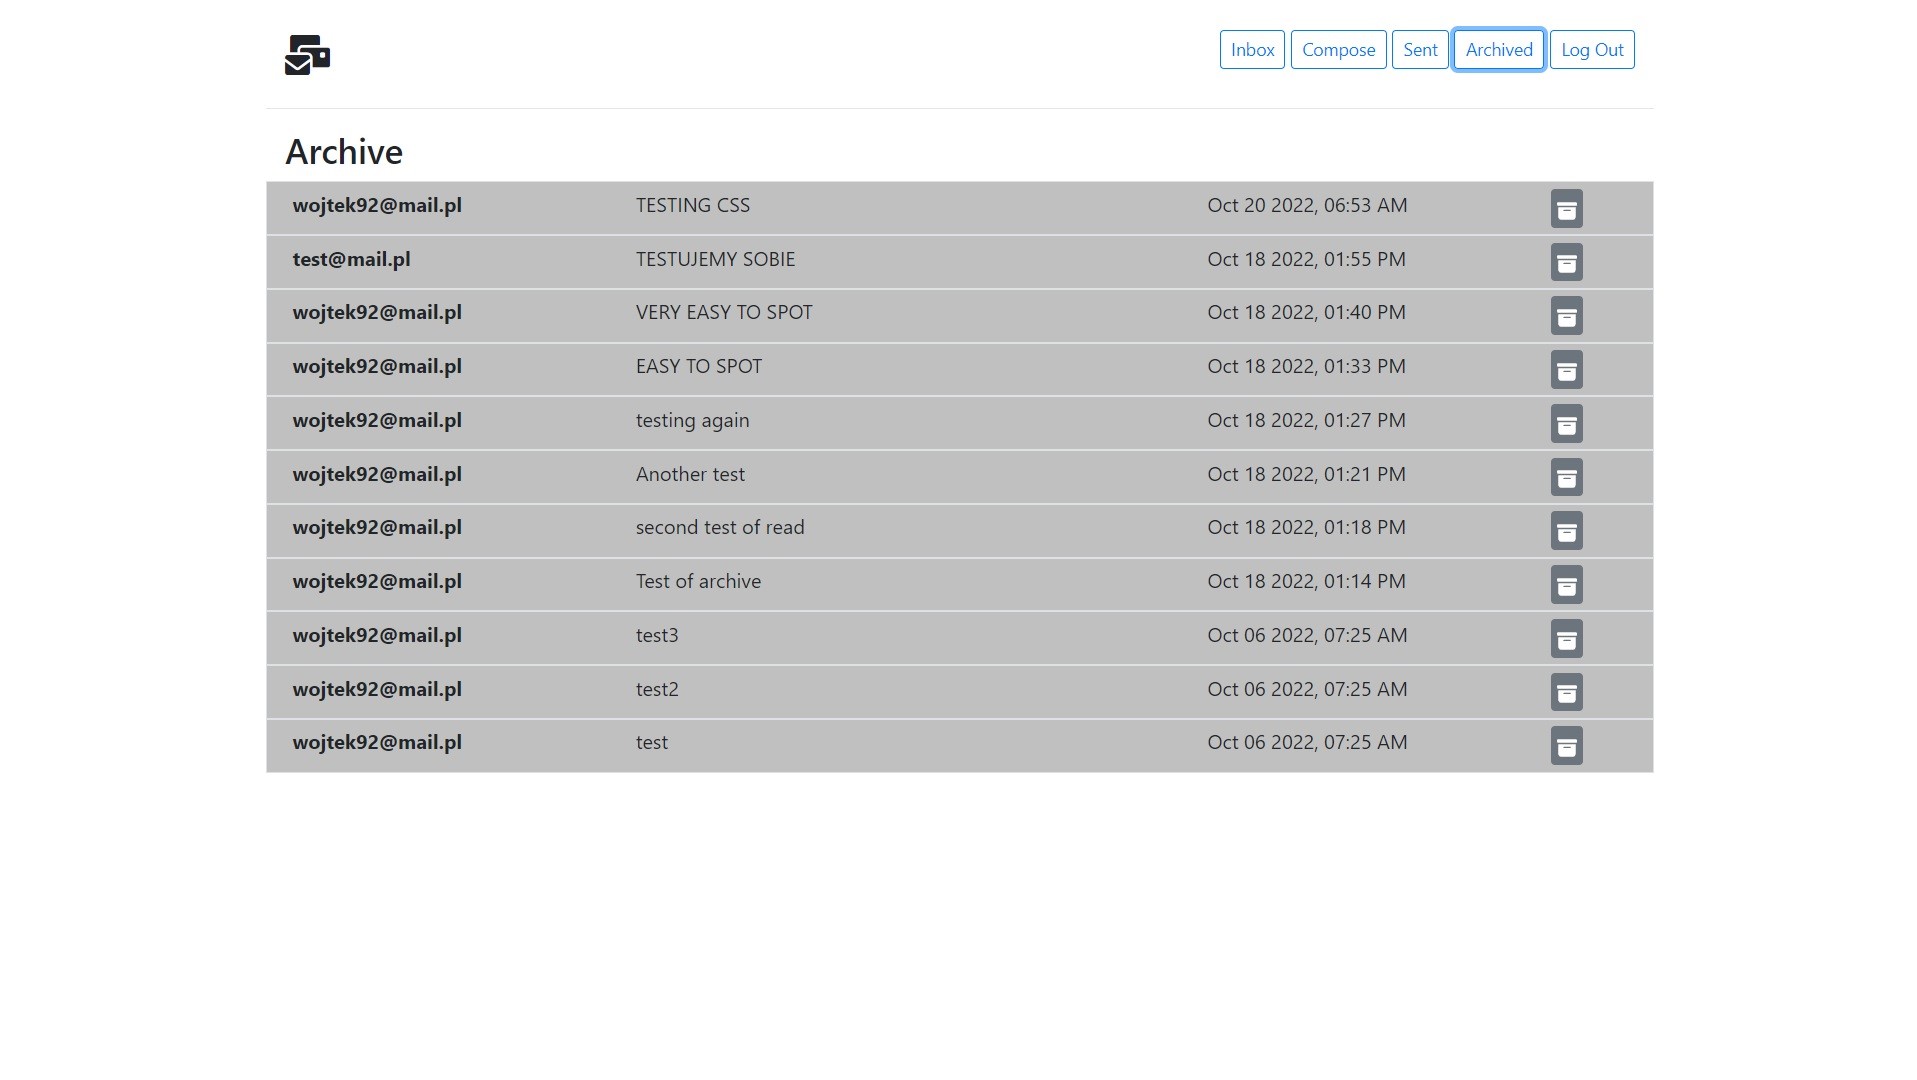 Inbox Compose Sent Archived Log Out
Archive
wojtek92@mail.pl TESTING CSS Oct 20 2022, 06:53 AM
test@mail.pl TESTUJEMY SOBIE Oct 18 2022, 01:55 PM
wojtek92@mail.pl VERY EASY TO SPOT Oct 18 2022, 01:40 PM
wojtek92@mail.pl EASY TO SPOT Oct 18 2022, 01:33 PM
wojtek92@mail.pl testing again Oct 18 2022, 01:27 PM
wojtek92@mail.pl Another test Oct 18 2022, 01:21 PM
wojtek92@mail.pl second test of read Oct 18 2022, 01:18 PM
wojtek92@mail.pl Test of archive Oct 18 2022, 01:14 PM
wojtek92@mail.pl test3 Oct 06 2022, 07:25 AM
wojtek92@mail.pl test2 Oct 06 2022, 07:25 AM
wojtek92@mail.pl test Oct 06 2022, 07:25 AM